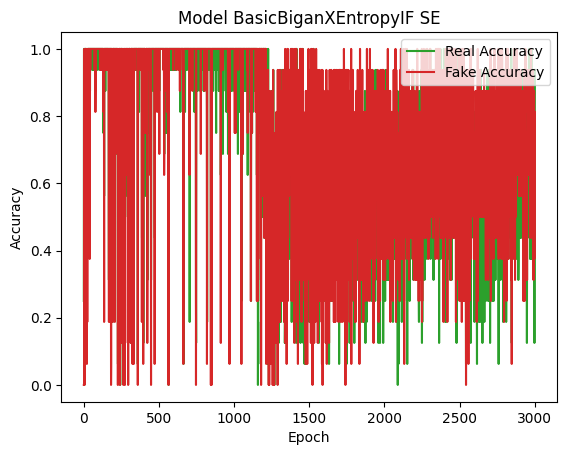 Model BasicBiganXEntropyIF SE
Real Accuracy
Fake Accuracy
Accuracy
1.0
0.8
0.6
0.4
0.2
0.0
0 500 1000 1500 2000 2500 3000
Epoch